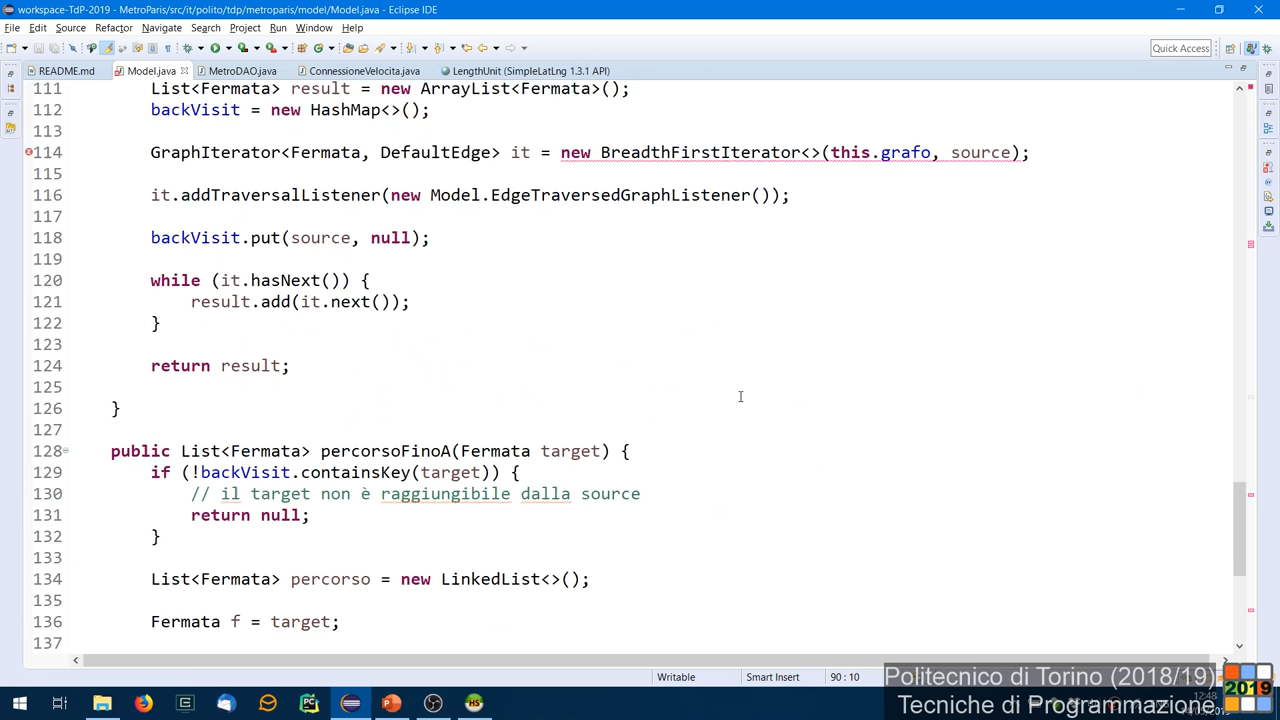 workspace-TdP-2019 - MetroParis/src/it/polito/tdp/metroparis/model/Model.java - Eclipse IDE
File Edit Source Refactor Navigate Search Project Run Window Help
Quick Access
README.md Model.java MetroDAO.java ConnessioneVelocita.java LengthUnit (SimpleLatLng 1.3.1 API)
111 List<Fermata> result = new ArrayList<Fermata>();
112 backVisit = new HashMap<>();
113
114 GraphIterator<Fermata, DefaultEdge> it = new BreadthFirstIterator<>(this.grafo, source);
115
116 it.addTraversalListener(new Model.EdgeTraversedGraphListener());
117
118 backVisit.put(source, null);
119
120 while (it.hasNext()) {
121 result.add(it.next());
122 }
123
124 return result;
125
126 }
127
128 public List<Fermata> percorsoFinoA(Fermata target) {
129 if (!backVisit.containsKey(target)) {
130 // il target non è raggiungibile dalla source
131 return null;
132 }
133
134 List<Fermata> percorso = new LinkedList<>();
135
136 Fermata f = target;
137
Writable Smart Insert 90 : 10
Politecnico di Torino (2018/19)
Tecniche di Programmazione
2019
12:48